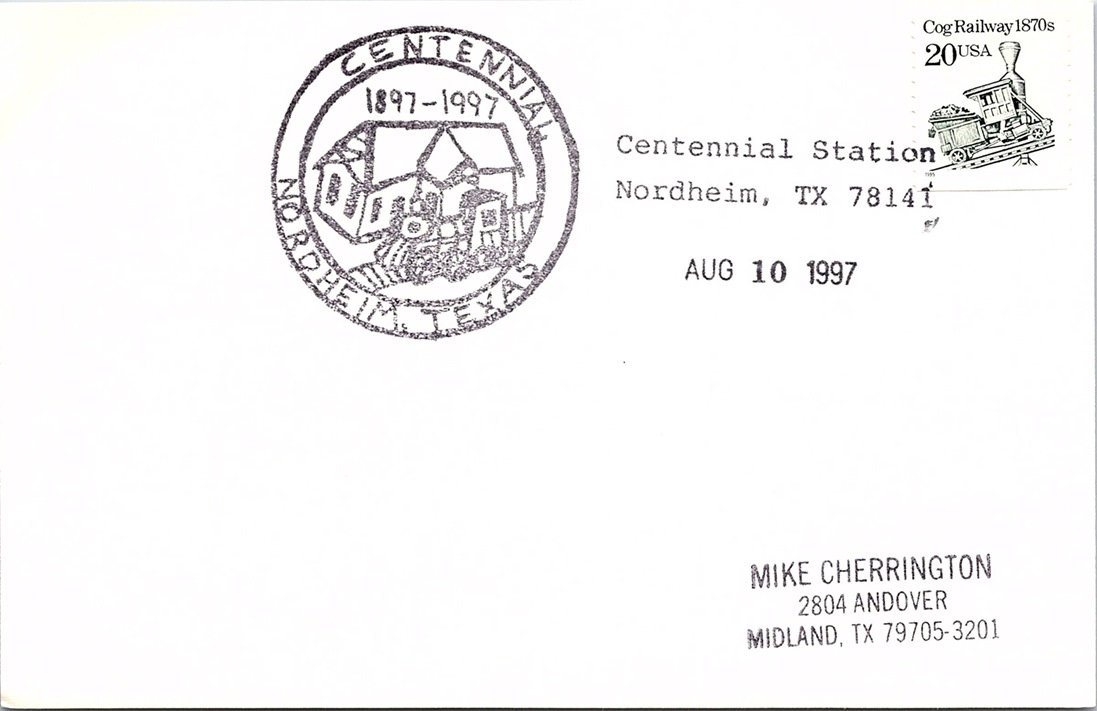 CENTENNIAL
1897-1997
NORDHEIM, TEXAS
Centennial Station
Nordheim, TX 78141
AUG 10 1997
Cog Railway 1870s
20 USA
MIKE CHERRINGTON
2804 ANDOVER
MIDLAND, TX 79705-3201